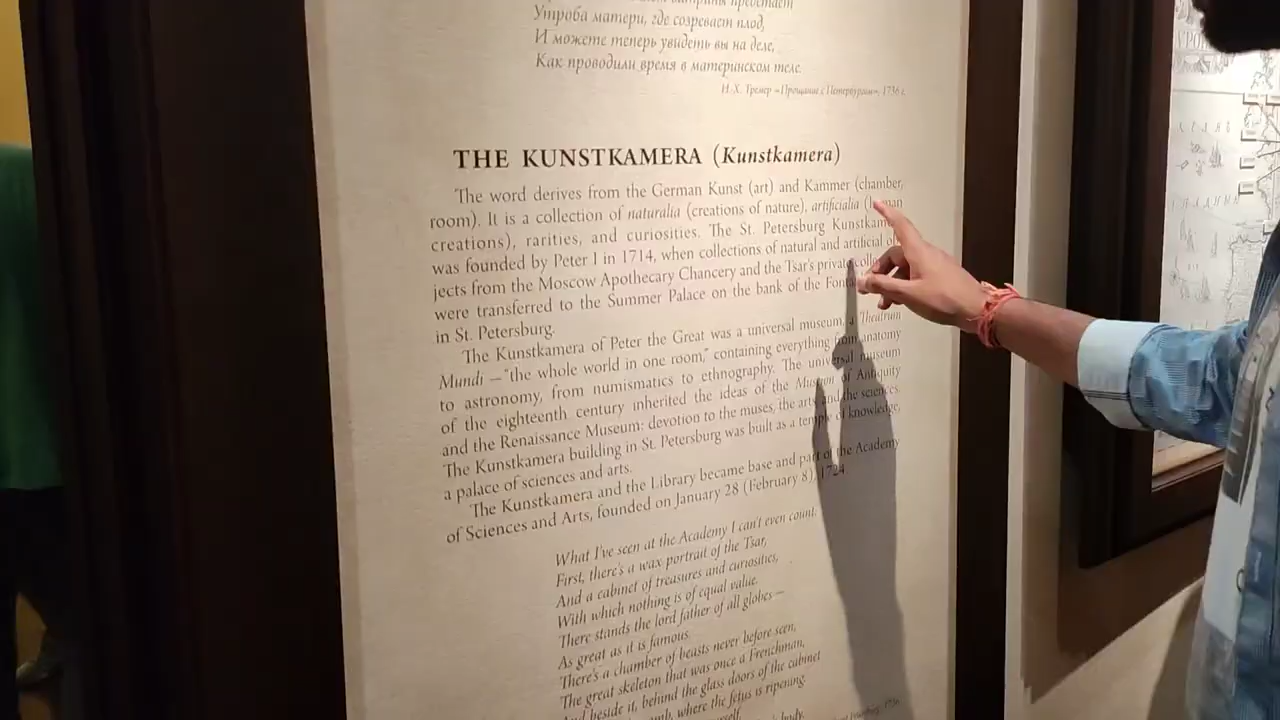 Утроба матери, где созревает плод,
И можете теперь увидеть вы на деле,
Как проводили время в материнском теле.
И. Х. Тремер «Прощание с Петербургом», 1736 г.
THE KUNSTKAMERA (Kunstkamera)
The word derives from the German Kunst (art) and Kammer (chamber,
room). It is a collection of naturalia (creations of nature), artificialia
creations), rarities, and curiosities. The St. Petersburg
was founded by Peter I in 1714, when collections of natural and artificial
jects from the Moscow Apothecary Chancery and the Tsar's private
were transferred to the Summer Palace on the bank of the
in St. Petersburg.
The Kunstkamera of Peter the Great was a universal museum, a Theatrum
Mundi — "the whole world in one room," containing everything from anatomy
to astronomy, from numismatics to ethnography. The universal museum
of the eighteenth century inherited the ideas of the Museion of Antiquity
and the Renaissance Museum: devotion to the muses, the arts and the sciences.
The Kunstkamera building in St. Petersburg was built as a temple of knowledge,
a palace of sciences and arts.
The Kunstkamera and the Library became base and part of the Academy
of Sciences and Arts, founded on January 28 (February 8), 1724.
What I've seen at the Academy I can't even count:
First, there's a wax portrait of the Tsar,
And a cabinet of treasures and curiosities,
With which nothing is of equal value.
There stands the lord father of all globes —
As great as it is famous.
There's a chamber of beasts never before seen,
The great skeleton that was once a Frenchman,
And beside it, behind the glass doors of the cabinet
where the fetus is ripening.